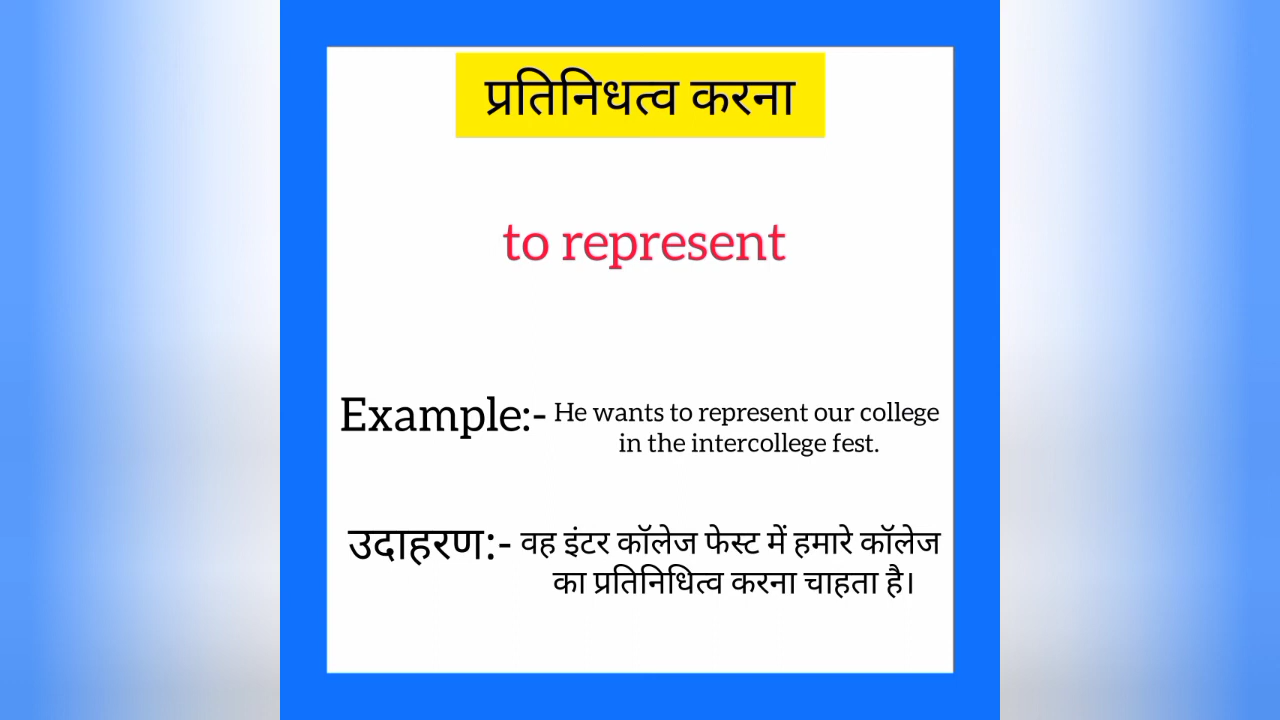 प्रतिनिधत्व करना
to represent
Example:- He wants to represent our college
in the intercollege fest.
उदाहरण:- वह इंटर कॉलेज फेस्ट में हमारे कॉलेज
का प्रतिनिधित्व करना चाहता है।